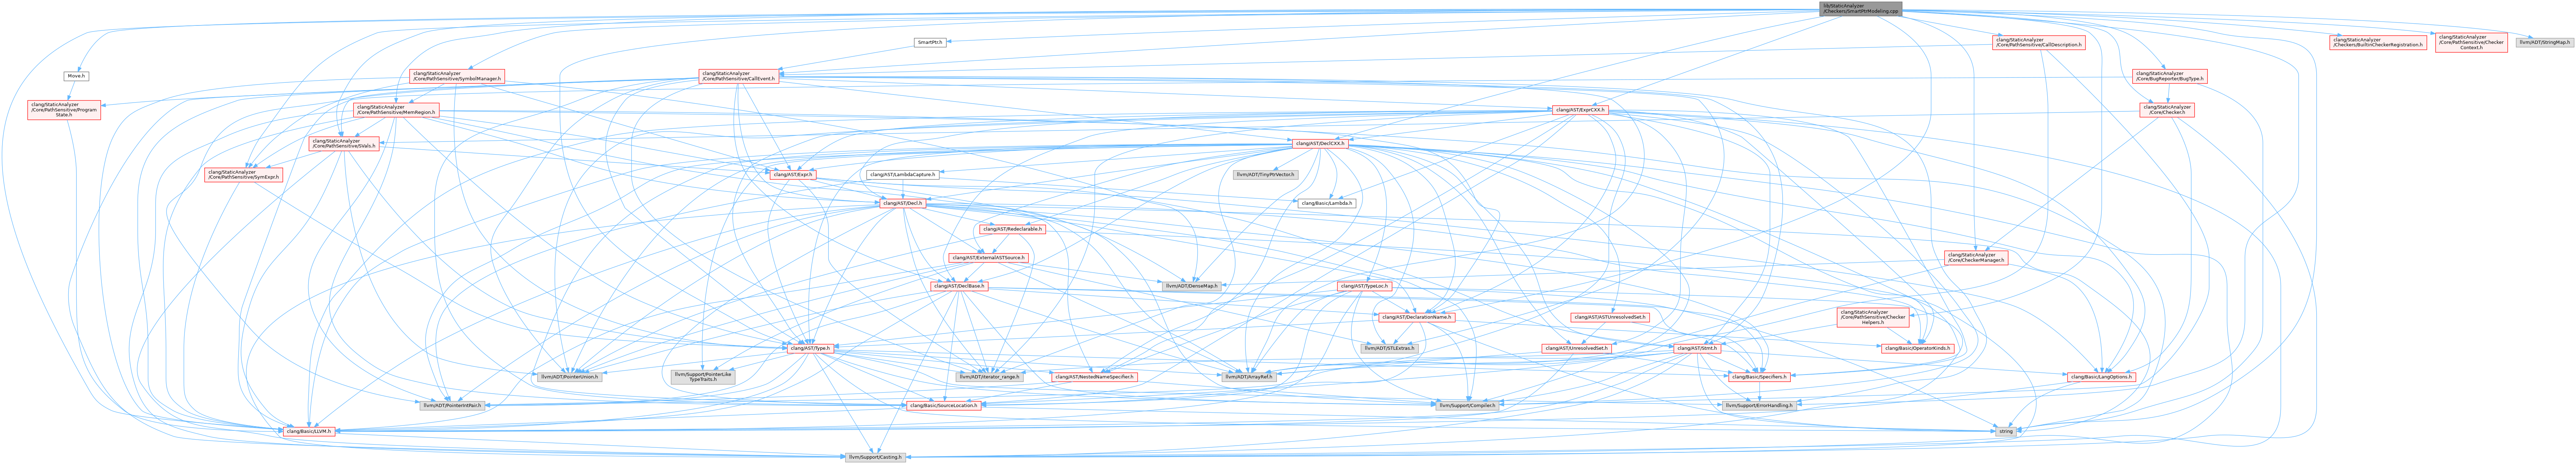 lib/StaticAnalyzer
/Checkers/SmartPtrModeling.cpp
SmartPtr.h
clang/StaticAnalyzer
/Core/PathSensitive/CallDescription.h
clang/StaticAnalyzer
/Checkers/BuiltinCheckerRegistration.h
clang/StaticAnalyzer
/Core/PathSensitive/Checker
Context.h
llvm/ADT/StringMap.h
Move.h
clang/StaticAnalyzer
/Core/PathSensitive/SymbolManager.h
clang/StaticAnalyzer
/Core/PathSensitive/CallEvent.h
clang/StaticAnalyzer
/Core/BugReporter/BugType.h
clang/StaticAnalyzer
/Core/PathSensitive/Program
State.h
clang/StaticAnalyzer
/Core/PathSensitive/MemRegion.h
clang/AST/ExprCXX.h
clang/StaticAnalyzer
/Core/Checker.h
clang/StaticAnalyzer
/Core/PathSensitive/SVals.h
clang/AST/DeclCXX.h
clang/StaticAnalyzer
/Core/PathSensitive/SymExpr.h
clang/AST/Expr.h
clang/AST/LambdaCapture.h
llvm/ADT/TinyPtrVector.h
clang/AST/Decl.h
clang/Basic/Lambda.h
clang/AST/Redeclarable.h
clang/AST/ExternalASTSource.h
clang/StaticAnalyzer
/Core/CheckerManager.h
clang/AST/DeclBase.h
llvm/ADT/DenseMap.h
clang/AST/TypeLoc.h
clang/AST/DeclarationName.h
clang/AST/ASTUnresolvedSet.h
clang/StaticAnalyzer
/Core/PathSensitive/Checker
Helpers.h
clang/AST/Type.h
llvm/ADT/STLExtras.h
clang/AST/UnresolvedSet.h
clang/AST/Stmt.h
clang/Basic/OperatorKinds.h
llvm/ADT/PointerUnion.h
llvm/Support/PointerLike
TypeTraits.h
llvm/ADT/iterator_range.h
clang/AST/NestedNameSpecifier.h
llvm/ADT/ArrayRef.h
clang/Basic/Specifiers.h
clang/Basic/LangOptions.h
llvm/ADT/PointerIntPair.h
clang/Basic/SourceLocation.h
llvm/Support/Compiler.h
llvm/Support/ErrorHandling.h
clang/Basic/LLVM.h
string
llvm/Support/Casting.h